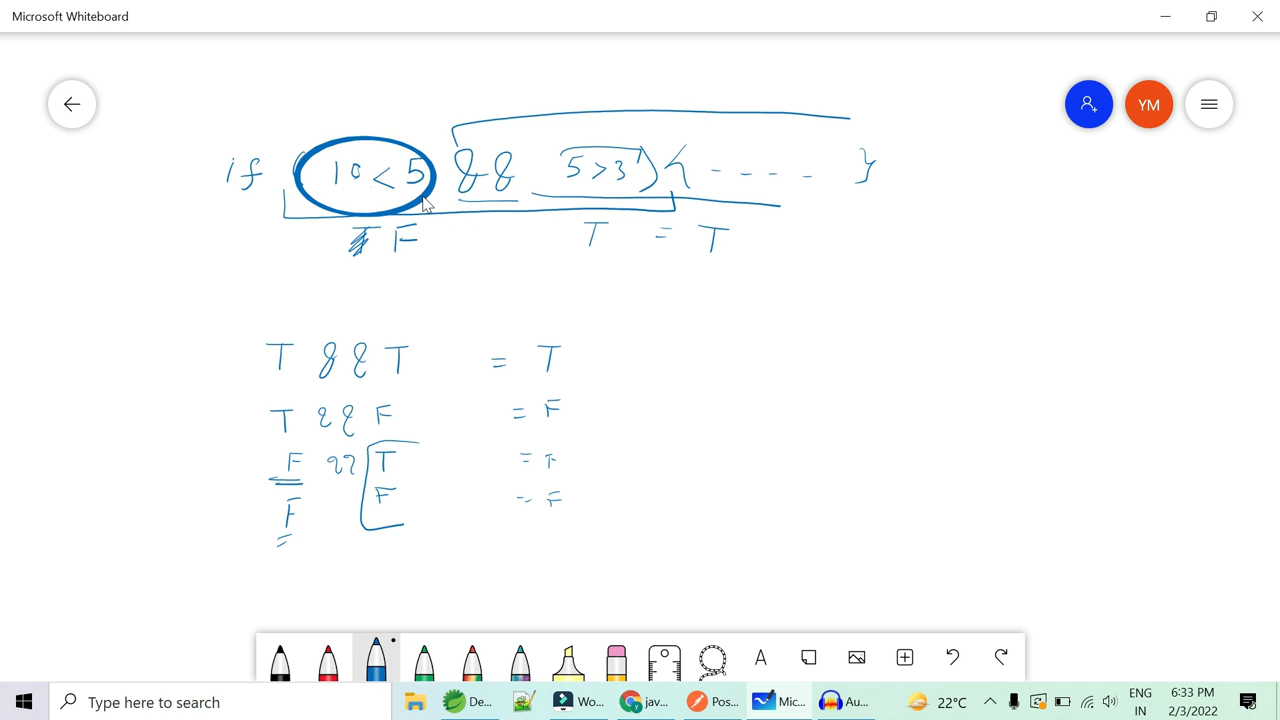 Microsoft Whiteboard
YM
if ( 10 < 5 && 5 > 3 ) { - - - - }
F T = T
T && T = T
T && F = F
F && T = F
F F = F
A
Type here to search
De...
Wo...
jav...
Pos...
Mic...
Au...
22°C
ENG
IN
6:33 PM
2/3/2022